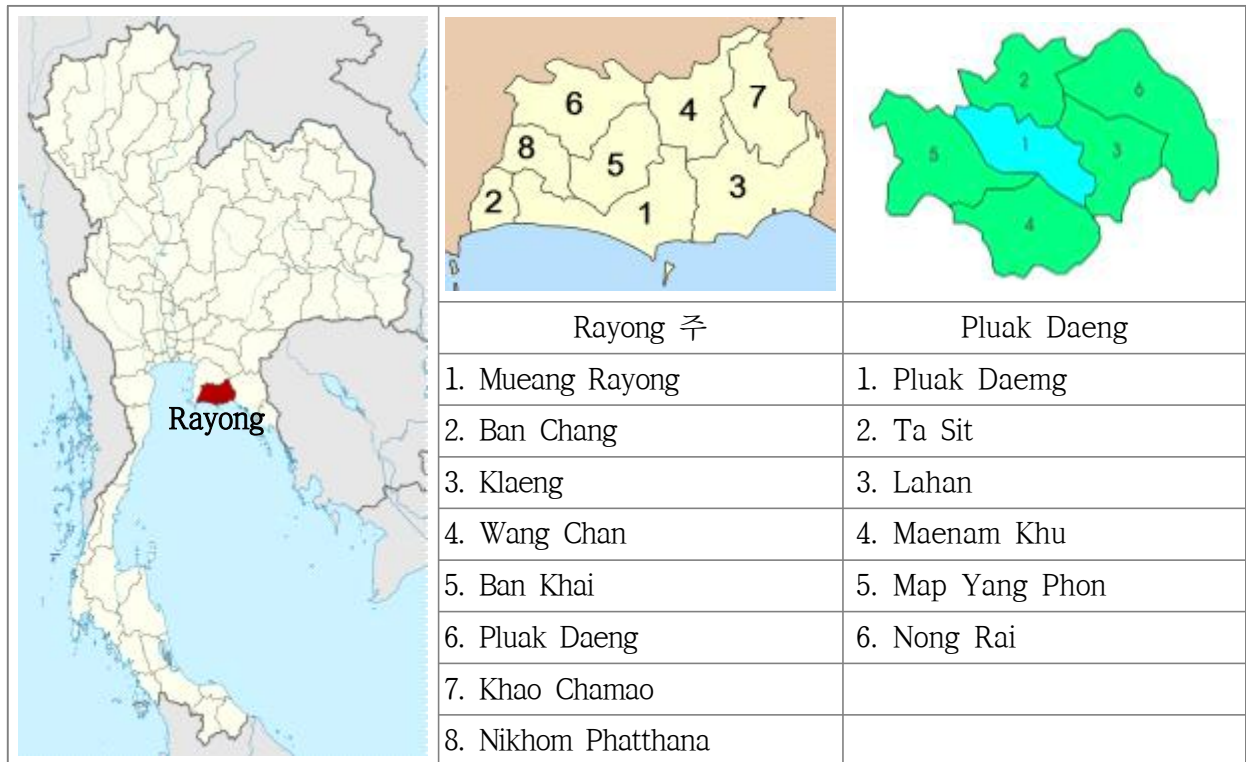 Rayong
6
4
7
8
5
3
2
1
2
6
1
3
5
4
Rayong 주
Pluak Daeng
1. Mueang Rayong
1. Pluak Daemg
2. Ban Chang
2. Ta Sit
3. Klaeng
3. Lahan
4. Wang Chan
4. Maenam Khu
5. Ban Khai
5. Map Yang Phon
6. Pluak Daeng
6. Nong Rai
7. Khao Chamao
8. Nikhom Phatthana